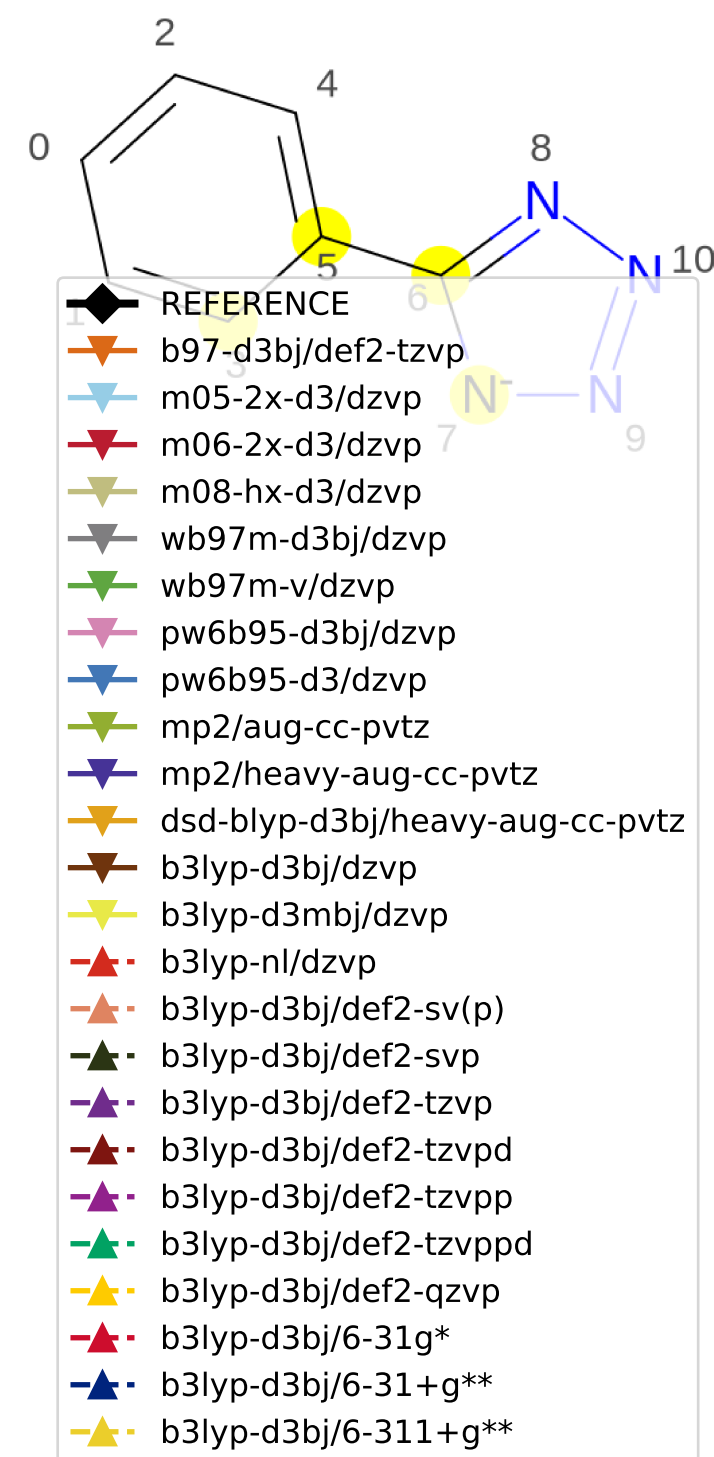 2
4
0
8
N
5
N 10
6
1
3
N-
N
7
9
REFERENCE
b97-d3bj/def2-tzvp
m05-2x-d3/dzvp
m06-2x-d3/dzvp
m08-hx-d3/dzvp
wb97m-d3bj/dzvp
wb97m-v/dzvp
pw6b95-d3bj/dzvp
pw6b95-d3/dzvp
mp2/aug-cc-pvtz
mp2/heavy-aug-cc-pvtz
dsd-blyp-d3bj/heavy-aug-cc-pvtz
b3lyp-d3bj/dzvp
b3lyp-d3mbj/dzvp
b3lyp-nl/dzvp
b3lyp-d3bj/def2-sv(p)
b3lyp-d3bj/def2-svp
b3lyp-d3bj/def2-tzvp
b3lyp-d3bj/def2-tzvpd
b3lyp-d3bj/def2-tzvpp
b3lyp-d3bj/def2-tzvppd
b3lyp-d3bj/def2-qzvp
b3lyp-d3bj/6-31g*
b3lyp-d3bj/6-31+g**
b3lyp-d3bj/6-311+g**